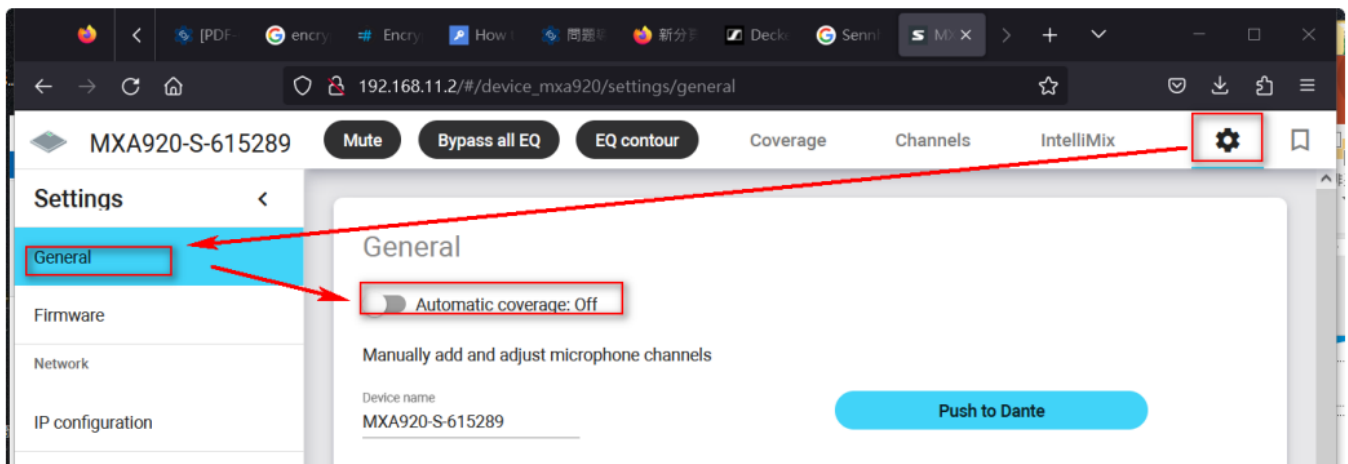 [PDF-
encry
Encry
How
問題
新分
Deck
Senn
M
192.168.11.2/#/device_mxa920/settings/general
MXA920-S-615289
Mute
Bypass all EQ
EQ contour
Coverage
Channels
IntelliMix
Settings
General
Firmware
Network
IP configuration
General
Automatic coverage: Off
Manually add and adjust microphone channels
Device name
MXA920-S-615289
Push to Dante